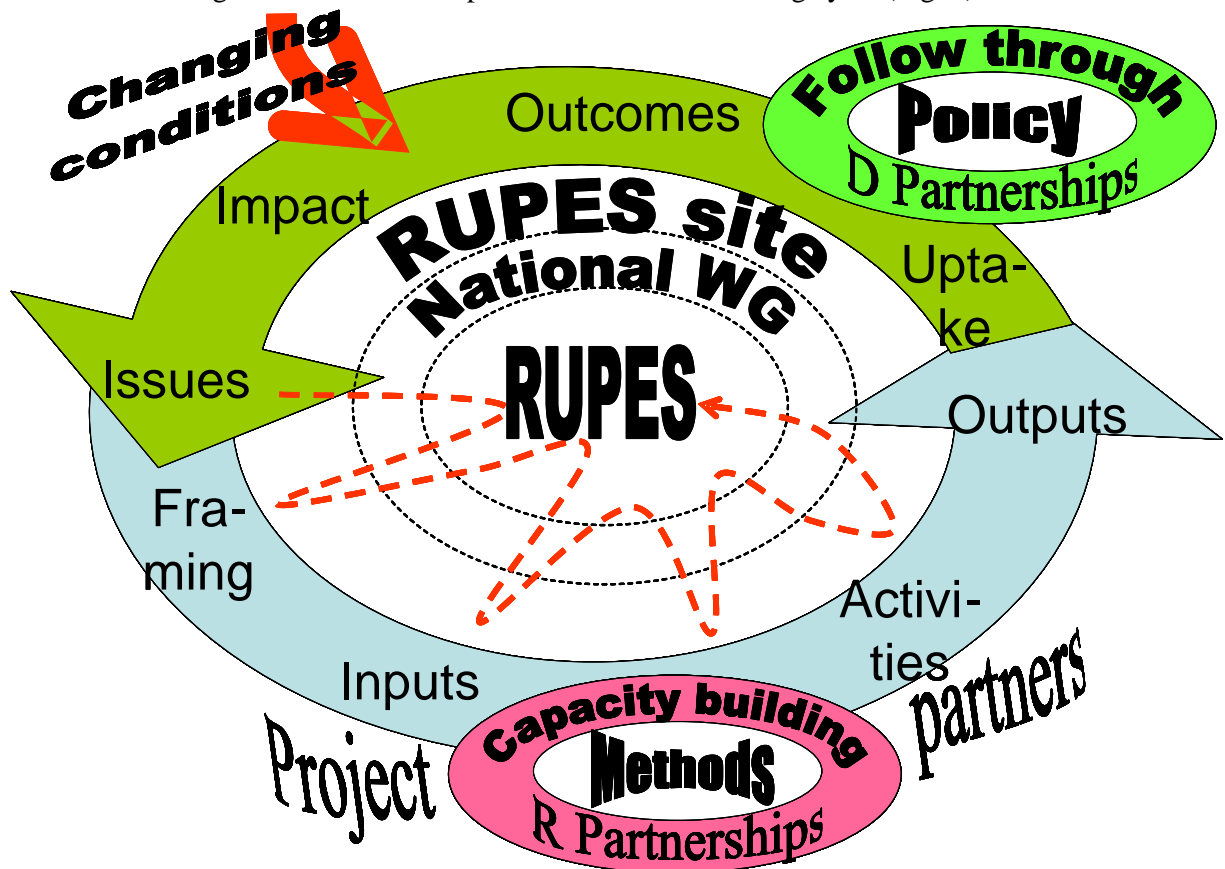 Changing
conditions
Outcomes
Follow through
Policy
D Partnerships
Impact
RUPES site
National WG
RUPES
Upta-
ke
Issues
Outputs
Fra-
ming
Activi-
ties
Inputs
Project
partners
Capacity building
Methods
R Partnerships